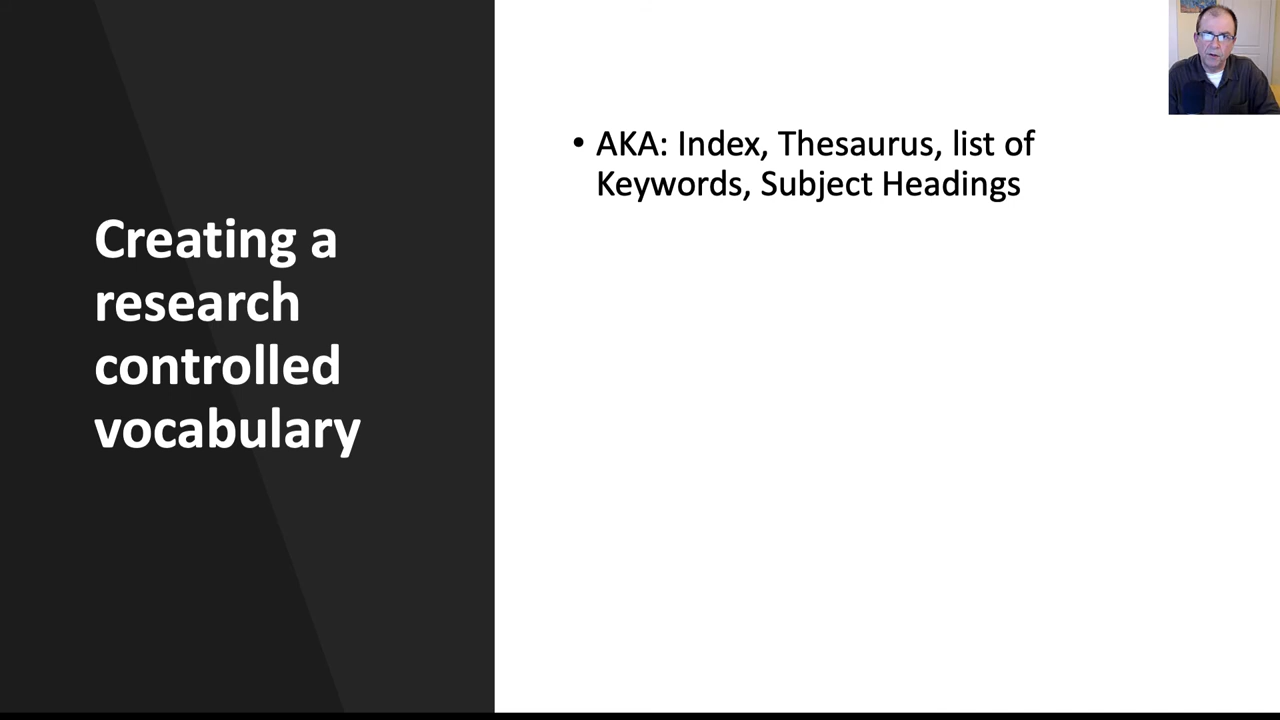 Creating a
research
controlled
vocabulary
• AKA: Index, Thesaurus, list of
Keywords, Subject Headings